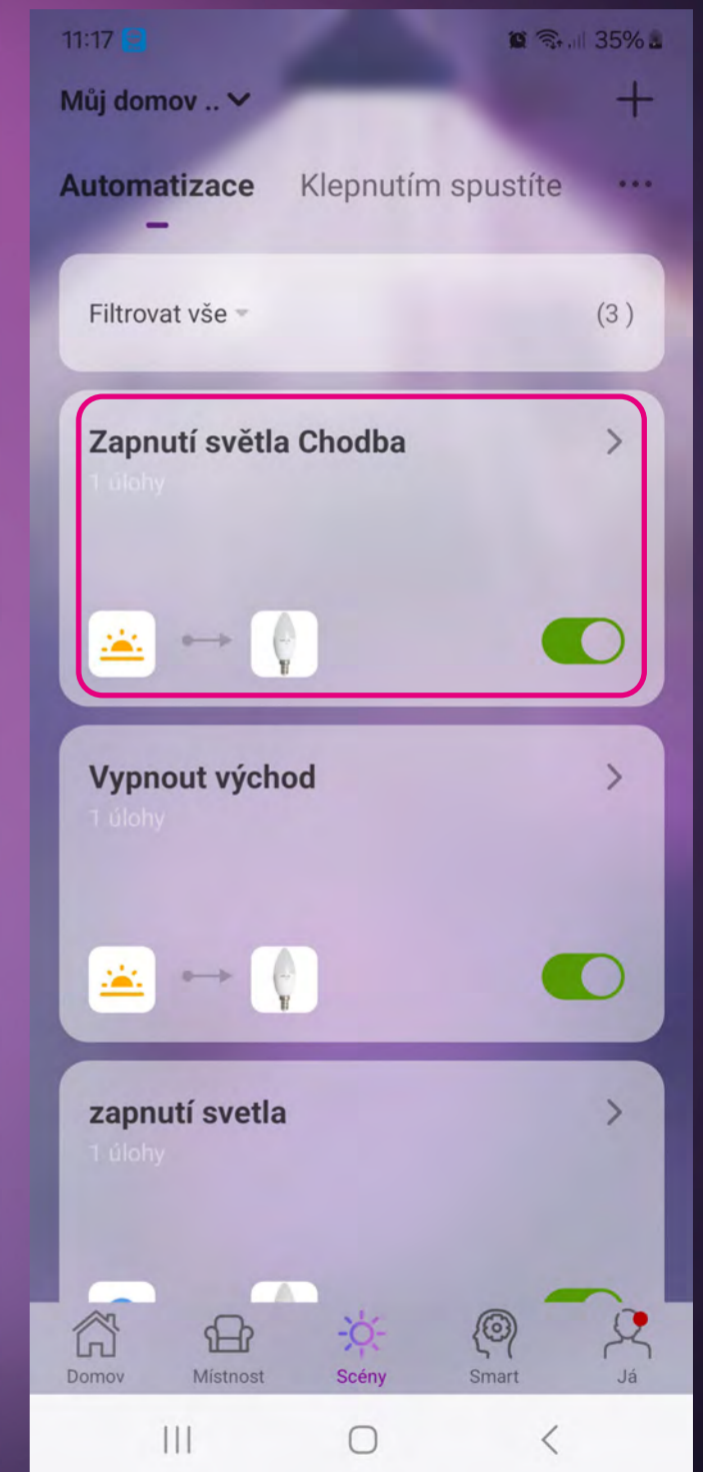 11:17 35%
Můj domov ..
Automatizace Klepnutím spustíte ...
Filtrovat vše (3 )
Zapnutí světla Chodba
1 úlohy
Vypnout východ
1 úlohy
zapnutí svetla
1 úlohy
Domov Místnost Scény Smart Já